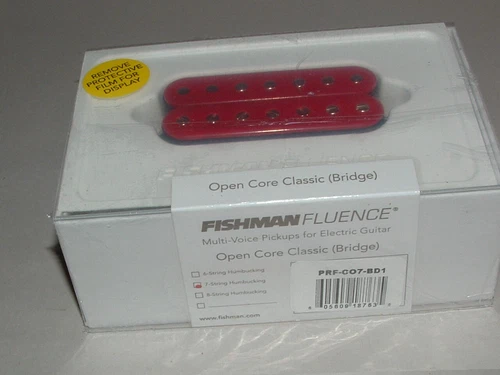 REMOVE
PROTECTIVE
FILM FOR
DISPLAY
Open Core Classic (Bridge)
FISHMAN FLUENCE®
Multi-Voice Pickups for Electric Guitar
Open Core Classic (Bridge)
6-String Humbucking
7-String Humbucking
8-String Humbucking
www.fishman.com
PRF-CO7-BD1